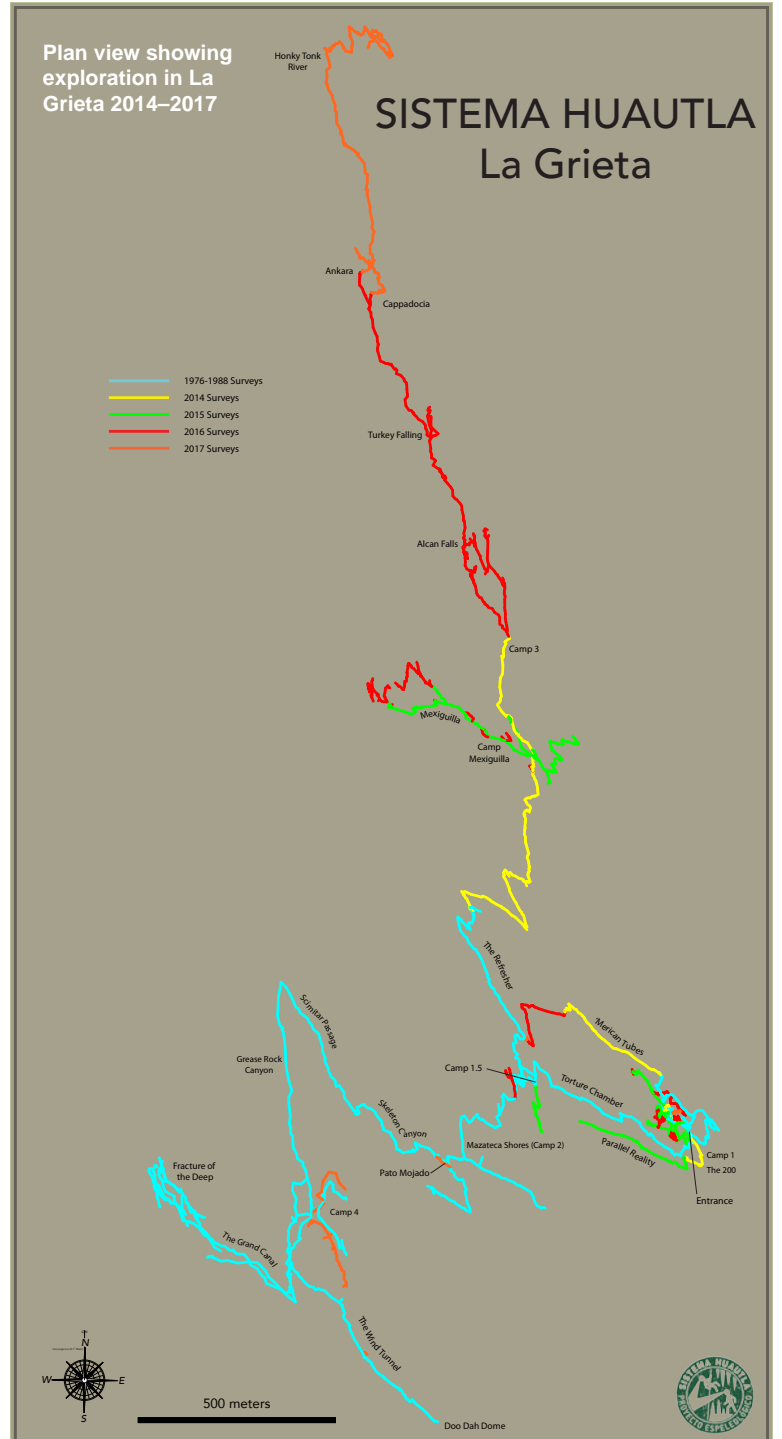 Plan view showing
exploration in La
Grieta 2014–2017
SISTEMA HUAUTLA
La Grieta
Honky Tonk
River
Ankara
Cappadocia
1976-1988 Surveys
2014 Surveys
2015 Surveys
2016 Surveys
2017 Surveys
Turkey Falling
Alcan Falls
Camp 3
Mexiguilla
Camp
Mexiguilla
The Refresher
Scimitar Passage
'Merican Tubes
Grease Rock
Canyon
Camp 1.5
Torture Chamber
Skeleton Canyon
Mazateca Shores (Camp 2)
Parallel Reality
Camp 1
The 200
Pato Mojado
Fracture of
the Deep
Entrance
Camp 4
The Grand Canal
The Wind Tunnel
N
W
E
S
500 meters
Doo Dah Dome
SISTEMA HUAUTLA
PROYECTO ESPELEOLÓGICO